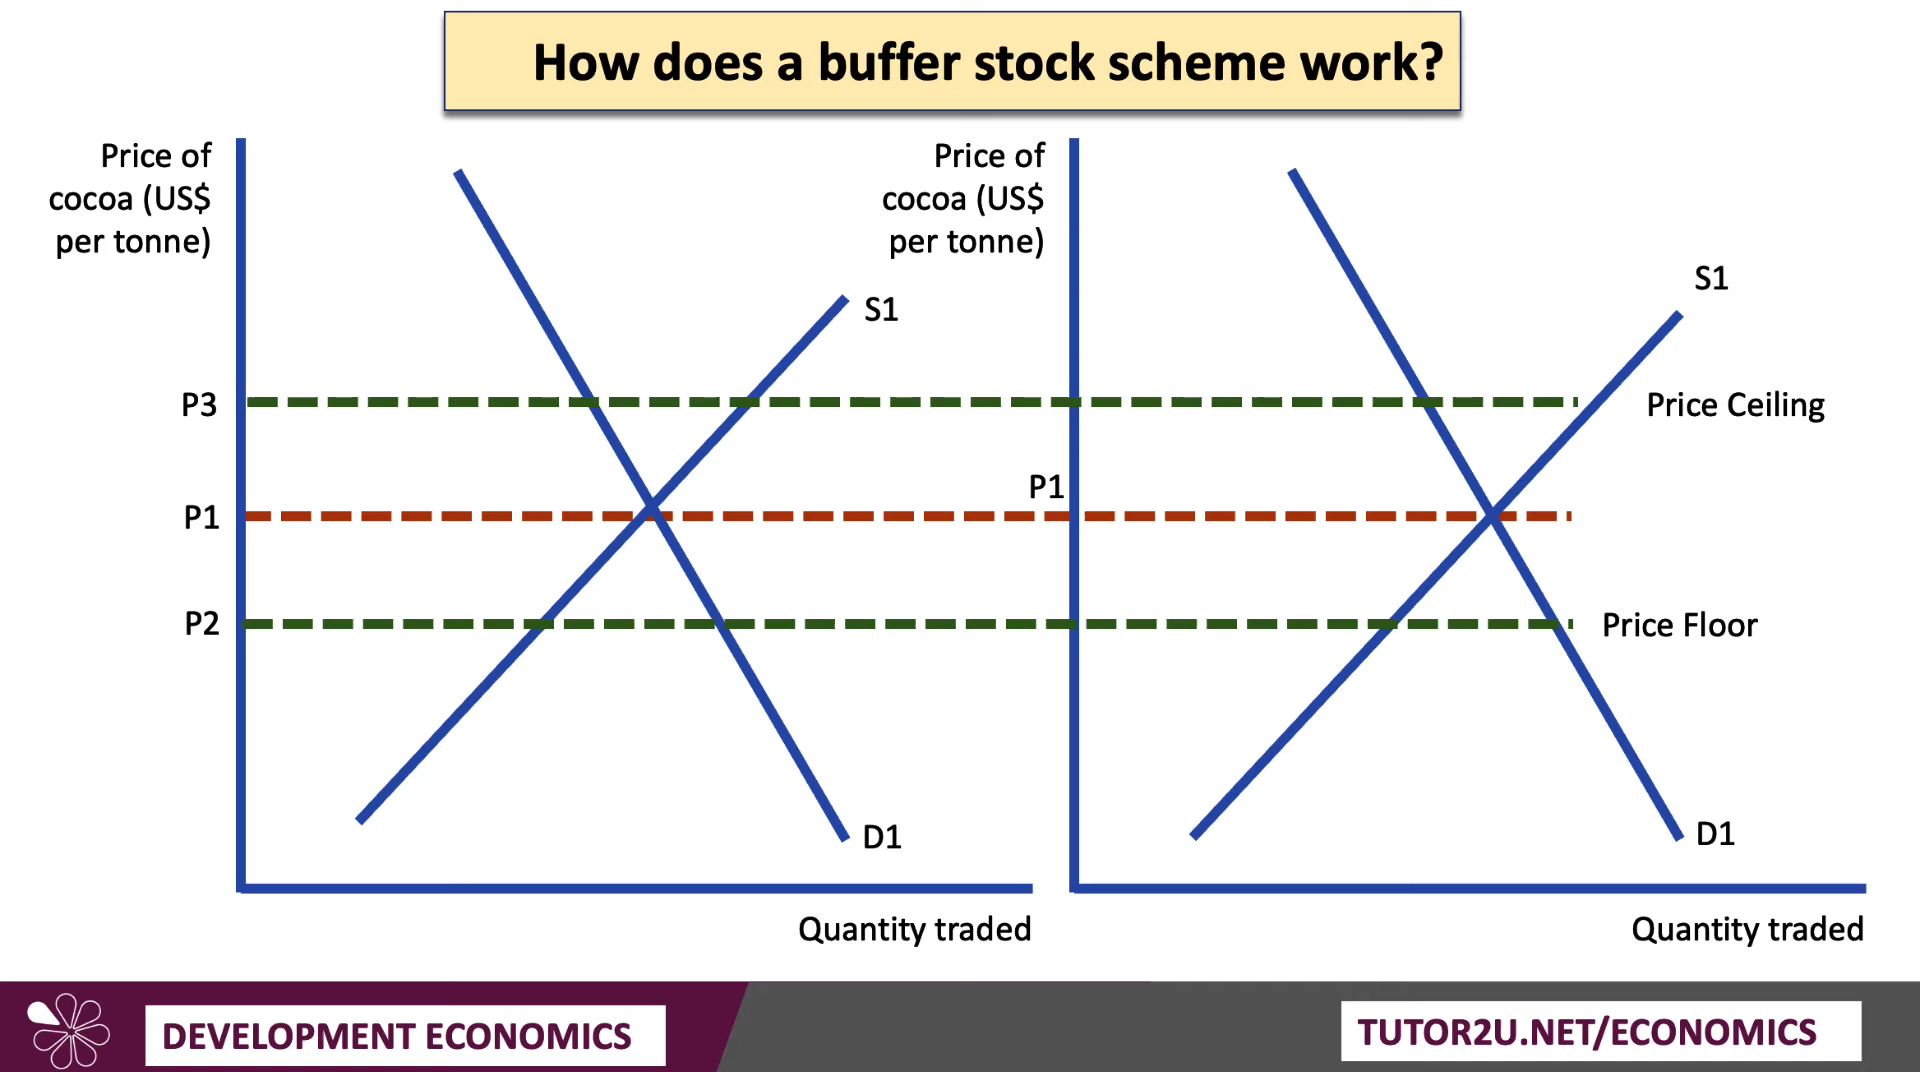 How does a buffer stock scheme work?
Price of
cocoa (US$
per tonne)
S1
P3
P1
P2
D1
Quantity traded
Price of
cocoa (US$
per tonne)
S1
Price Ceiling
P1
Price Floor
D1
Quantity traded
DEVELOPMENT ECONOMICS
TUTOR2U.NET/ECONOMICS